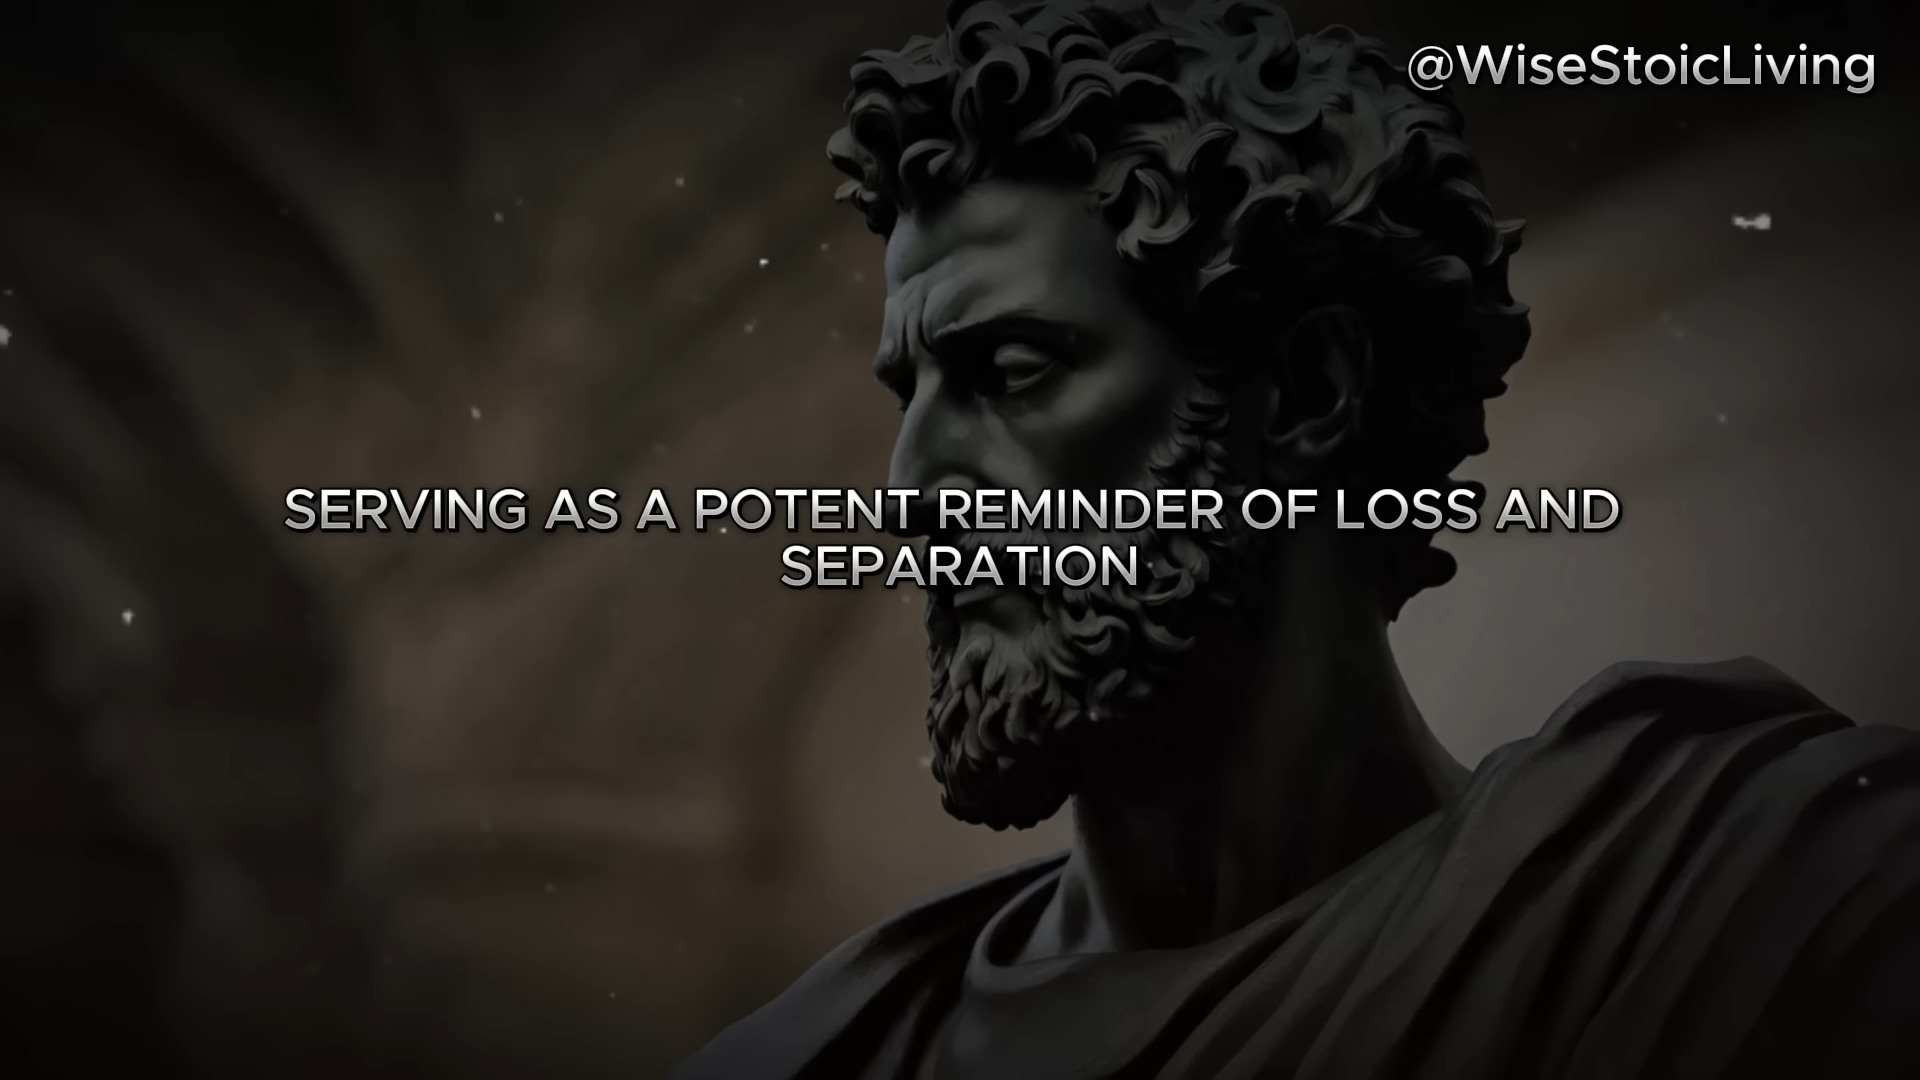 @WiseStoicLiving
SERVING AS A POTENT REMINDER OF LOSS AND
SEPARATION